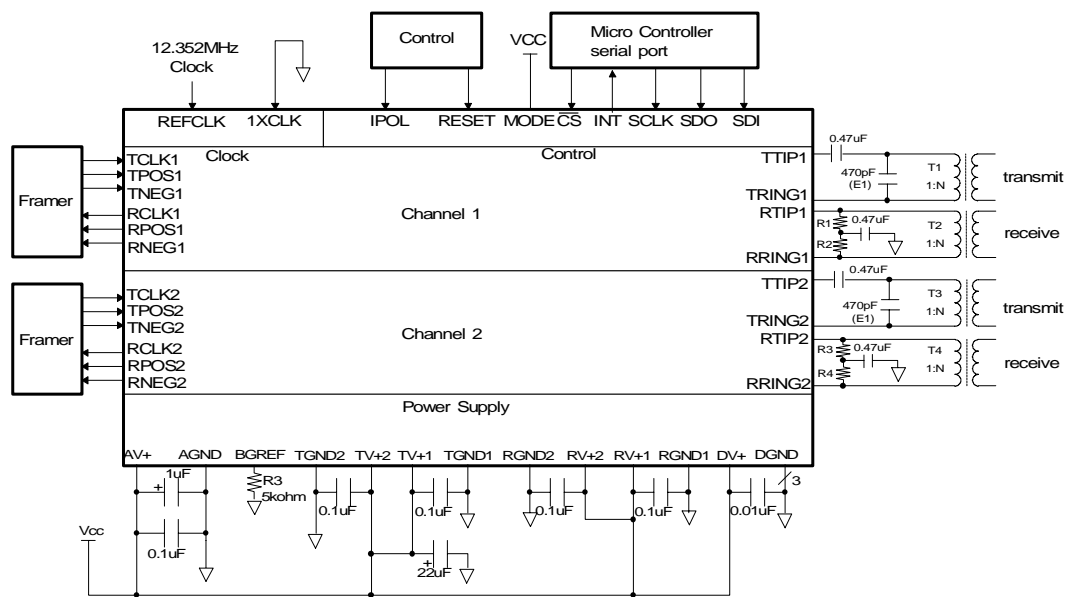 12.352MHz
Clock
Control
VCC
Micro Controller
serial port
REFCLK
1XCLK
IPOL
RESET
MODE
CS
INT
SCLK
SDO
SDI
Clock
Control
Framer
TCLK1
TPOS1
TNEG1
RCLK1
RPOS1
RNEG1
Channel 1
TTIP1
TRING1
RTIP1
RRING1
0.47uF
470pF
(E1)
T1
1:N
transmit
R1
R2
0.47uF
T2
1:N
receive
Framer
TCLK2
TPOS2
TNEG2
RCLK2
RPOS2
RNEG2
Channel 2
TTIP2
TRING2
RTIP2
RRING2
0.47uF
470pF
(E1)
T3
1:N
transmit
R3
R4
0.47uF
T4
1:N
receive
Power Supply
AV+
AGND
BGREF
TGND2
TV+2
TV+1
TGND1
RGND2
RV+2
RV+1
RGND1
DV+
DGND
1uF
+
R3
5kohm
0.1uF
0.1uF
0.1uF
0.1uF
0.01uF
3
Vcc
0.1uF
+
22uF